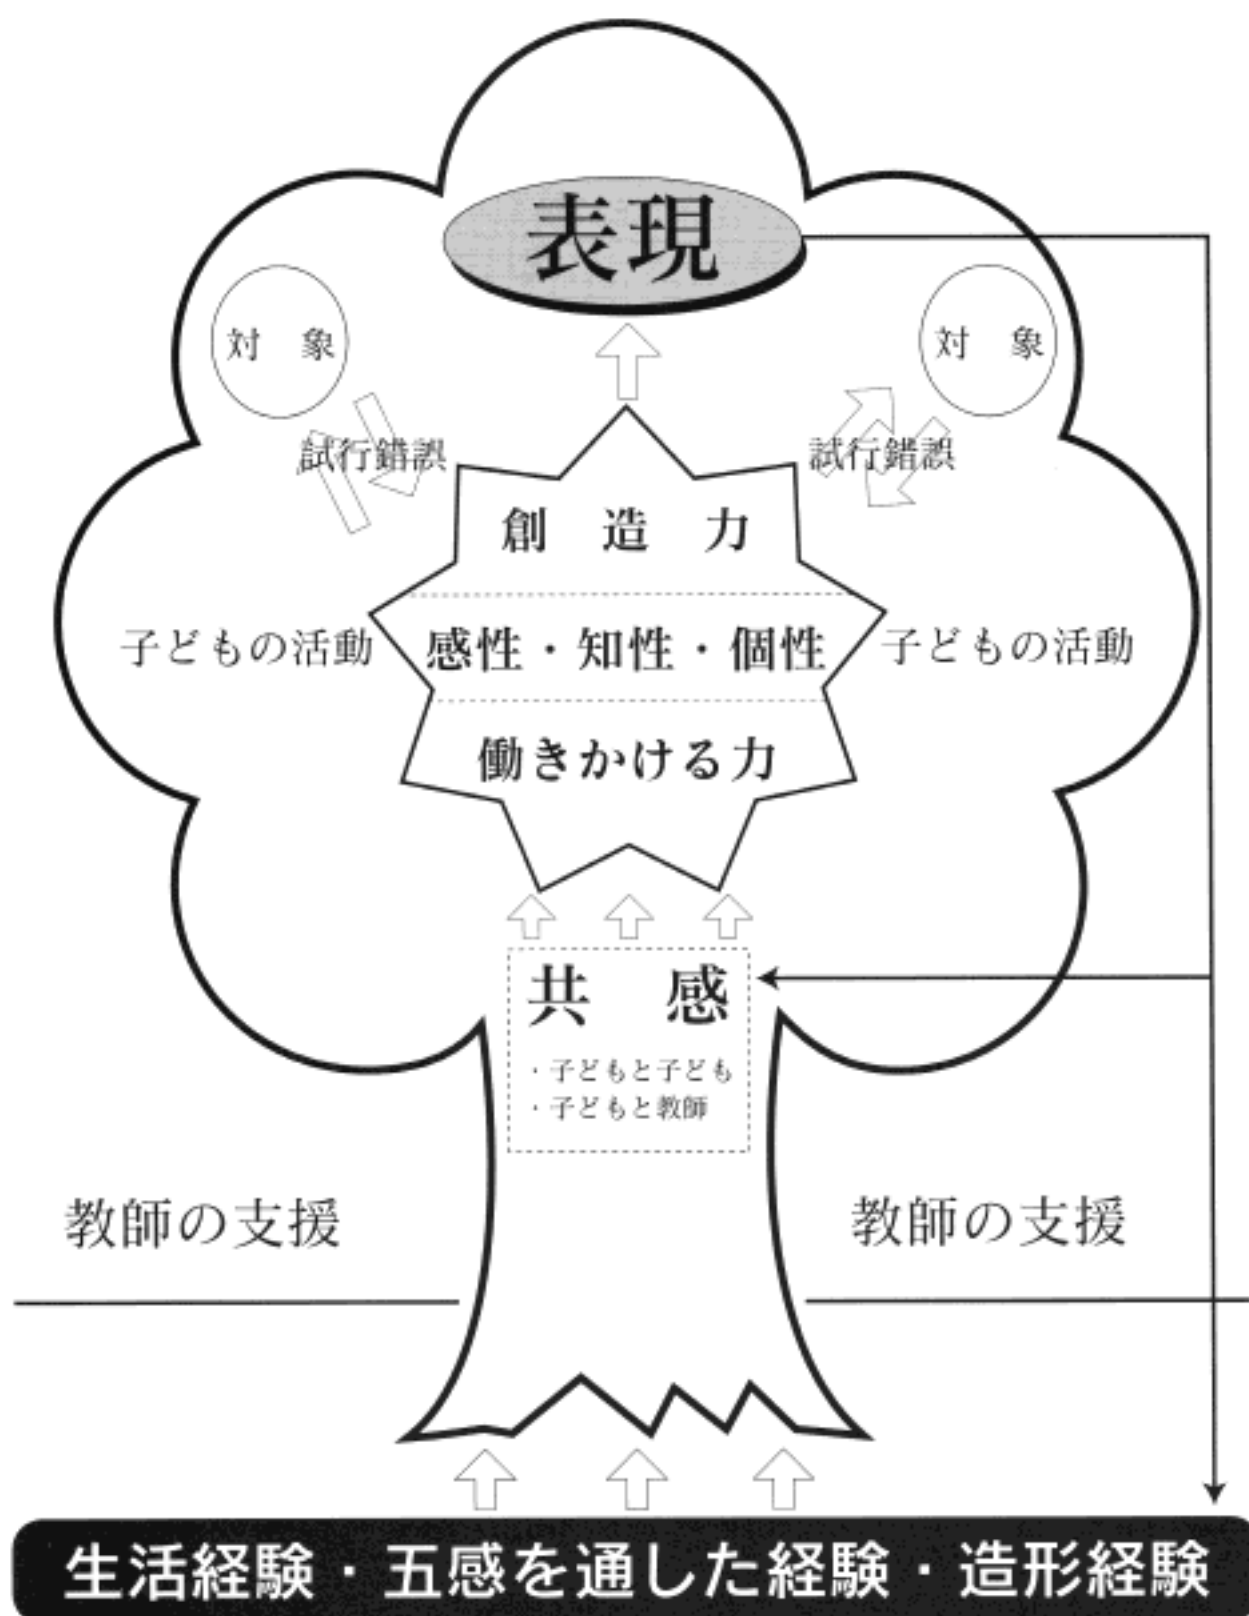 表現
対　象
対　象
試行錯誤
試行錯誤
創　造　力
子どもの活動
感性・知性・個性
子どもの活動
働きかける力
共　感
・子どもと子ども
・子どもと教師
教師の支援
教師の支援
生活経験・五感を通した経験・造形経験